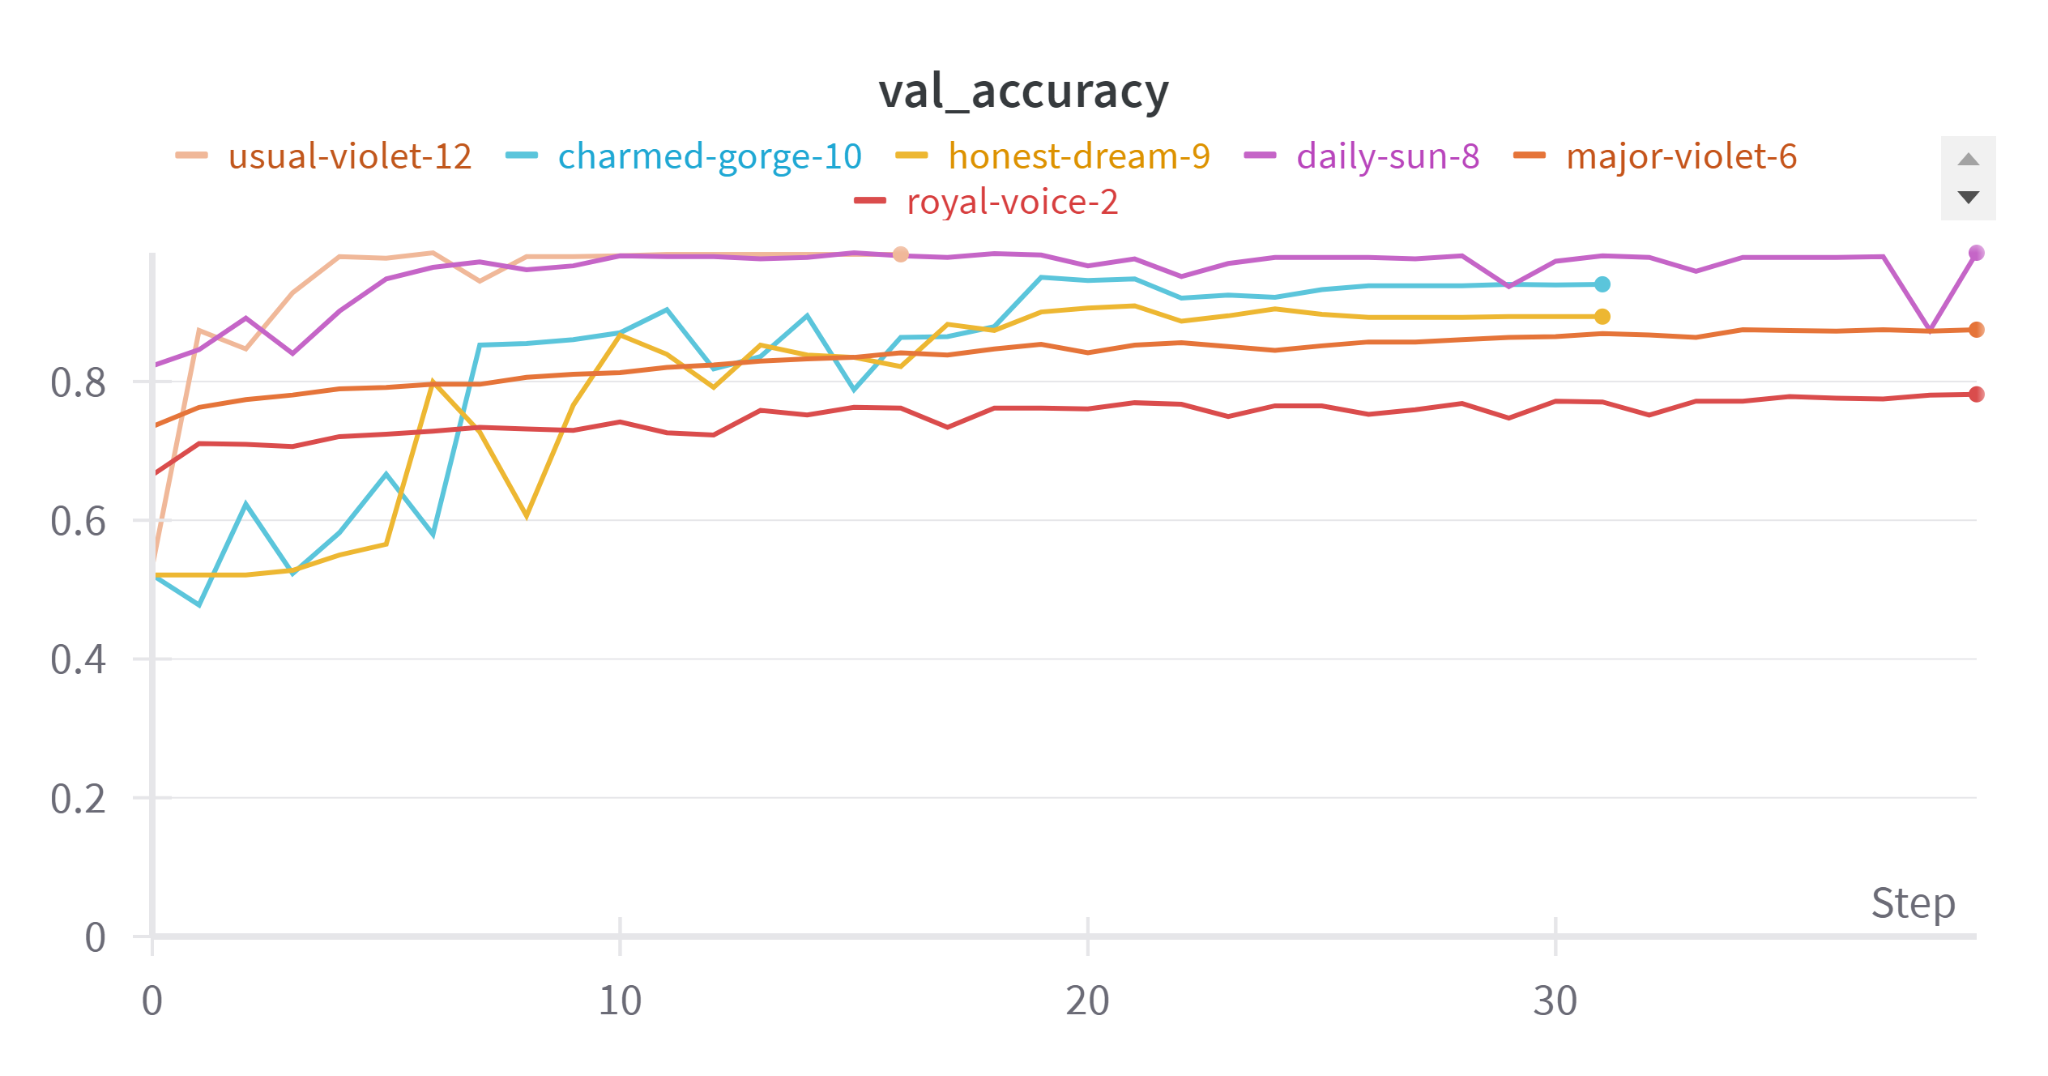 val_accuracy
usual-violet-12 charmed-gorge-10 honest-dream-9 daily-sun-8 major-violet-6
royal-voice-2
0.8
0.6
0.4
0.2
0
Step
0 10 20 30